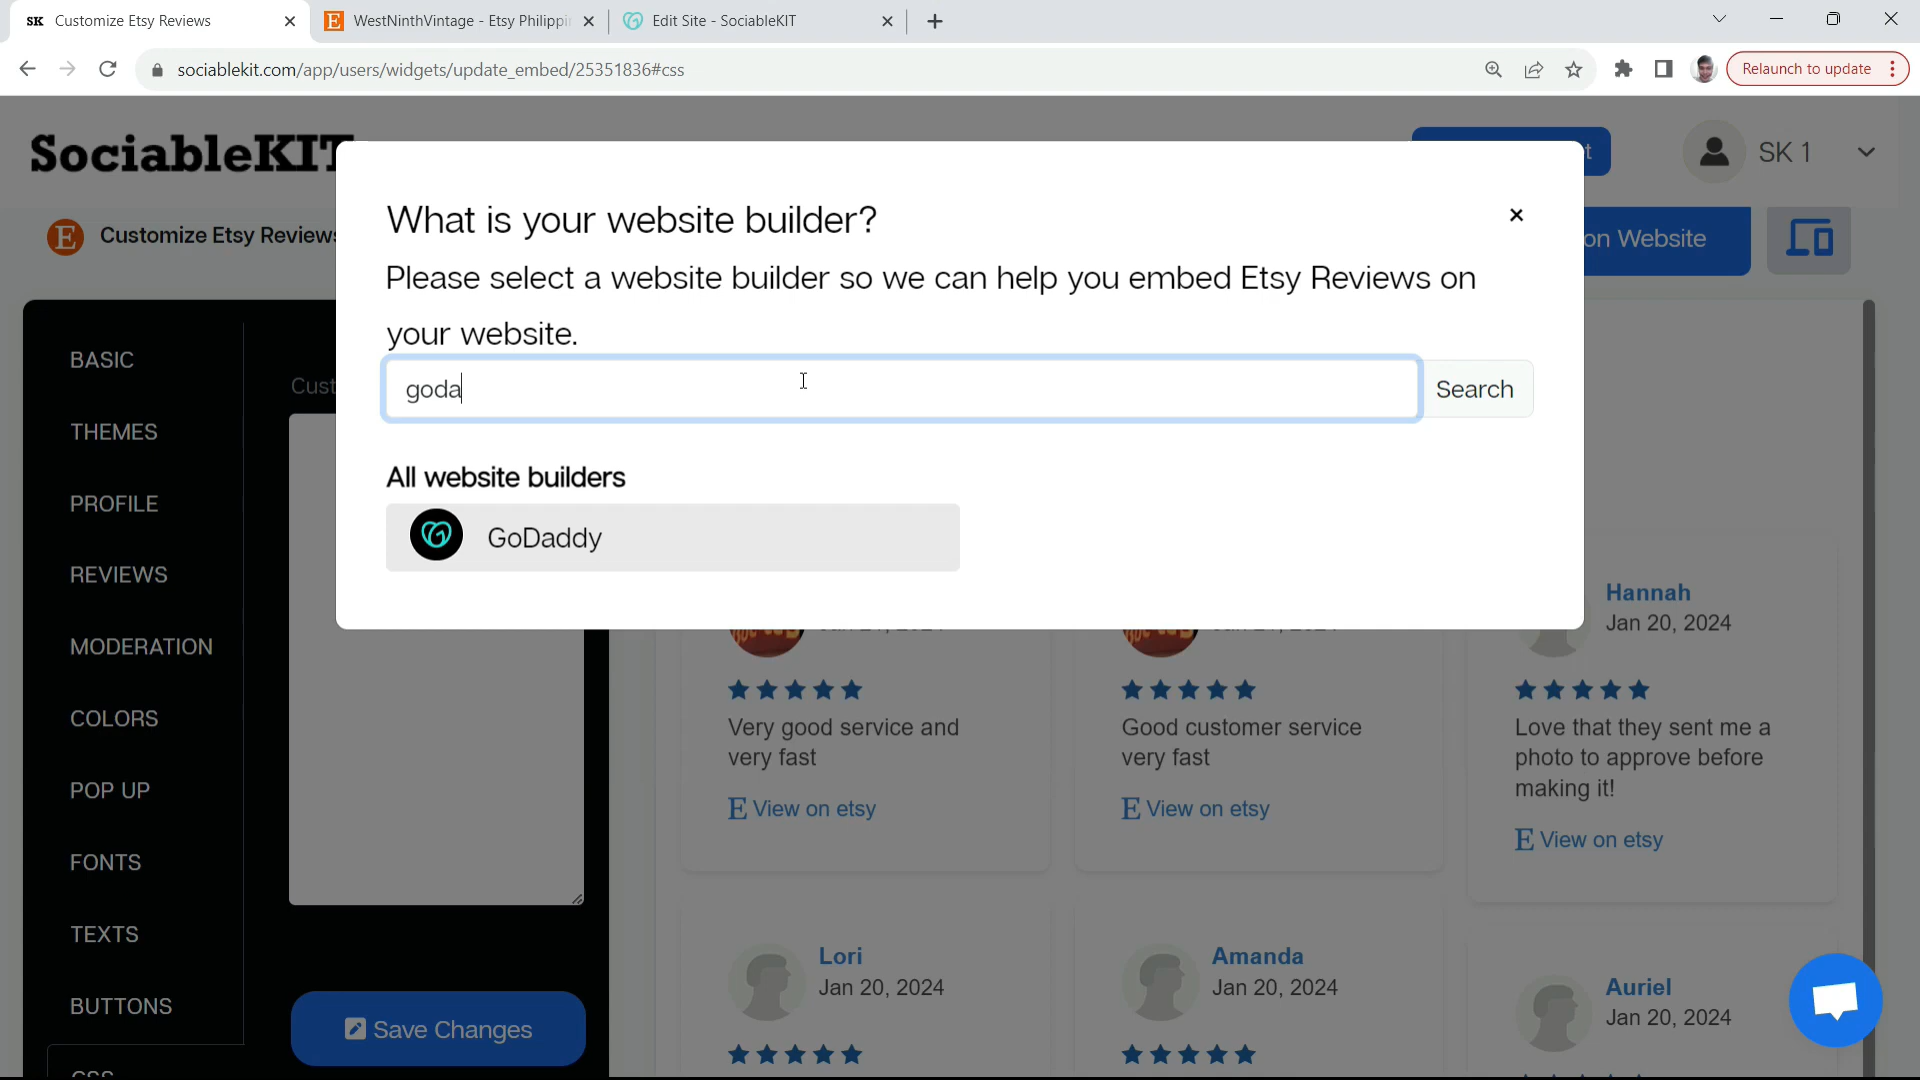 SK Customize Etsy Reviews
WestNinthVintage - Etsy Philippi
Edit Site - SociableKIT
sociablekit.com/app/users/widgets/update_embed/25351836#css
Relaunch to update
SociableKIT
t
SK 1
Customize Etsy Reviews
on Website
What is your website builder?
Please select a website builder so we can help you embed Etsy Reviews on
your website.
goda
Search
All website builders
GoDaddy
BASIC
THEMES
PROFILE
REVIEWS
MODERATION
COLORS
POP UP
FONTS
TEXTS
BUTTONS
CSS
Cust
Save Changes
Very good service and
very fast
E View on etsy
Good customer service
very fast
E View on etsy
Hannah
Jan 20, 2024
Love that they sent me a
photo to approve before
making it!
E View on etsy
Lori
Jan 20, 2024
Amanda
Jan 20, 2024
Auriel
Jan 20, 2024